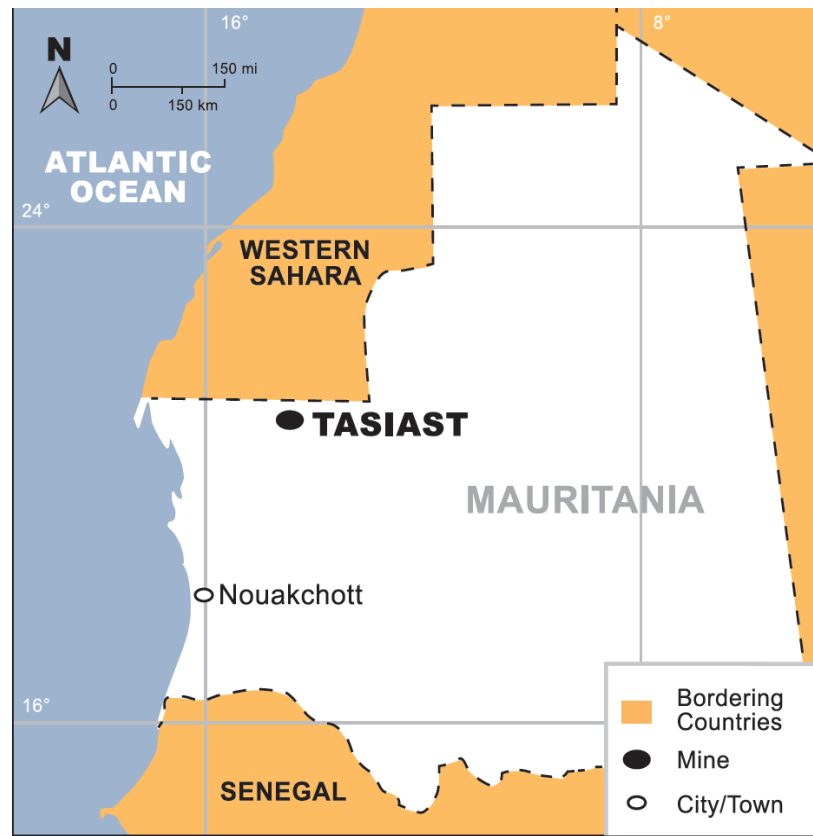 16°
8°
N
0 150 mi
0 150 km
ATLANTIC
OCEAN
24°
WESTERN
SAHARA
TASIAST
MAURITANIA
Nouakchott
16°
SENEGAL
Bordering
Countries
Mine
City/Town